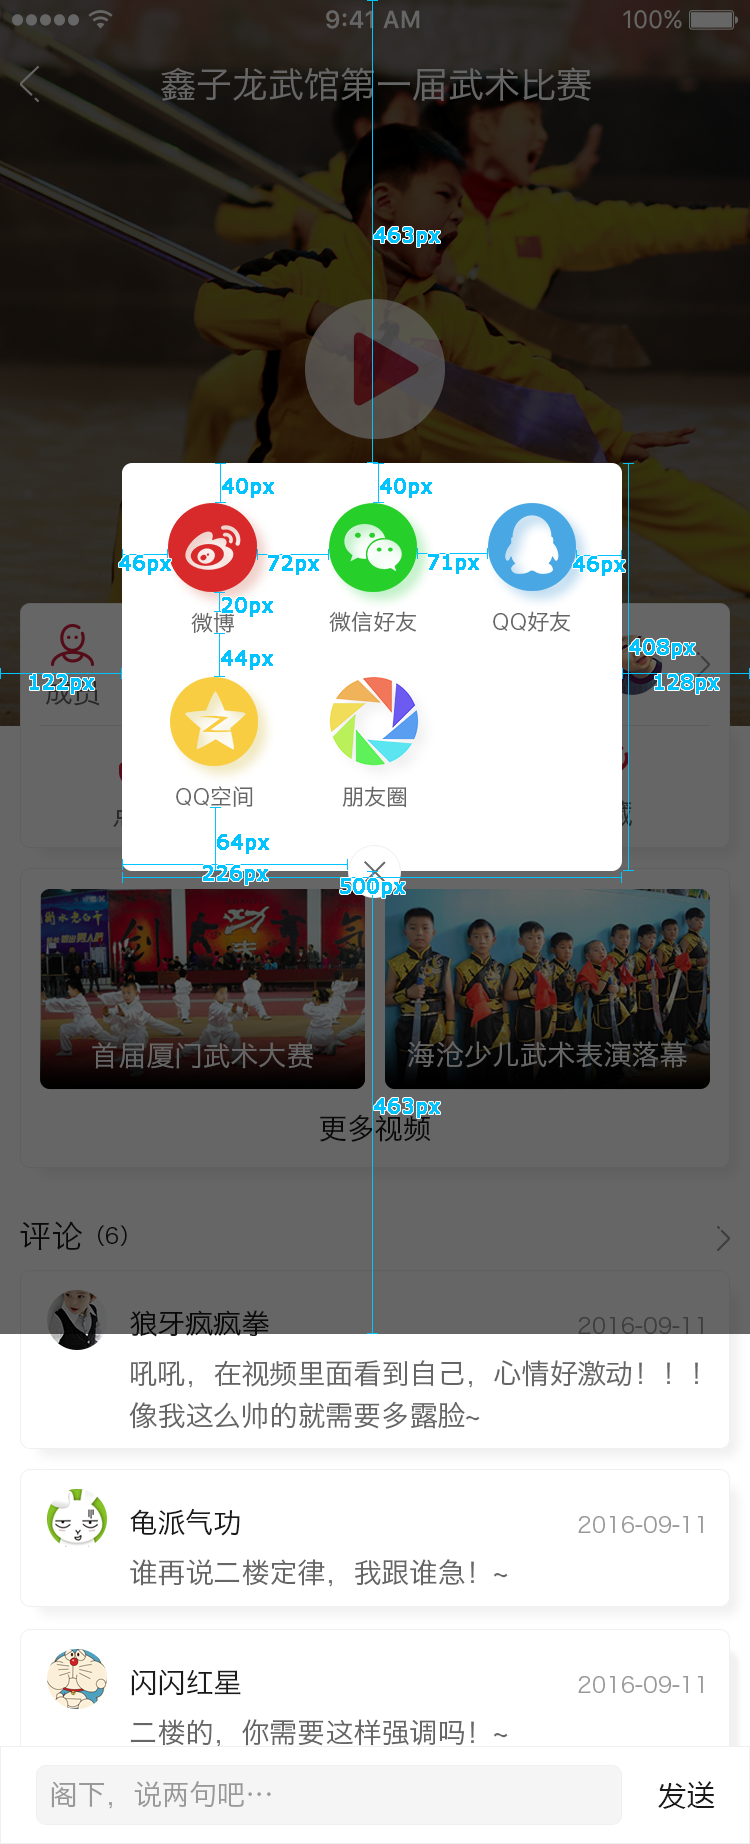 9:41 AM
100%
鑫子龙武馆第一届武术比赛
463px
40px
40px
46px
72px
71px
46px
20px
微博
微信好友
QQ好友
44px
408px
122px
128px
成员
QQ空间
朋友圈
64px
226px
500px
首届厦门武术大赛
海沧少儿武术表演落幕
463px
更多视频
评论（6）
狼牙疯疯拳
2016-09-11
吼吼，在视频里面看到自己，心情好激动！！！
像我这么帅的就需要多露脸~
龟派气功
2016-09-11
谁再说二楼定律，我跟谁急！~
闪闪红星
2016-09-11
二楼的，你需要这样强调吗！~
阁下，说两句吧…
发送